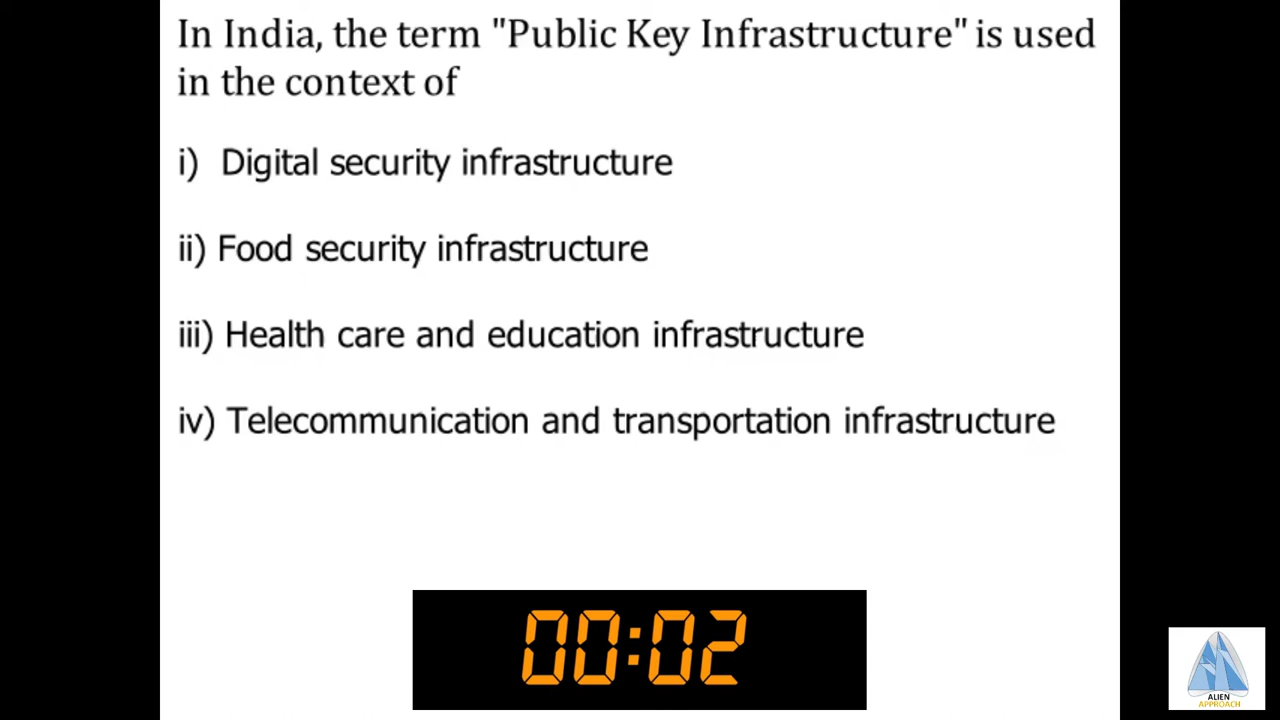 In India, the term "Public Key Infrastructure" is used
in the context of
i) Digital security infrastructure
ii) Food security infrastructure
iii) Health care and education infrastructure
iv) Telecommunication and transportation infrastructure
00:02
ALIEN
APPROACH